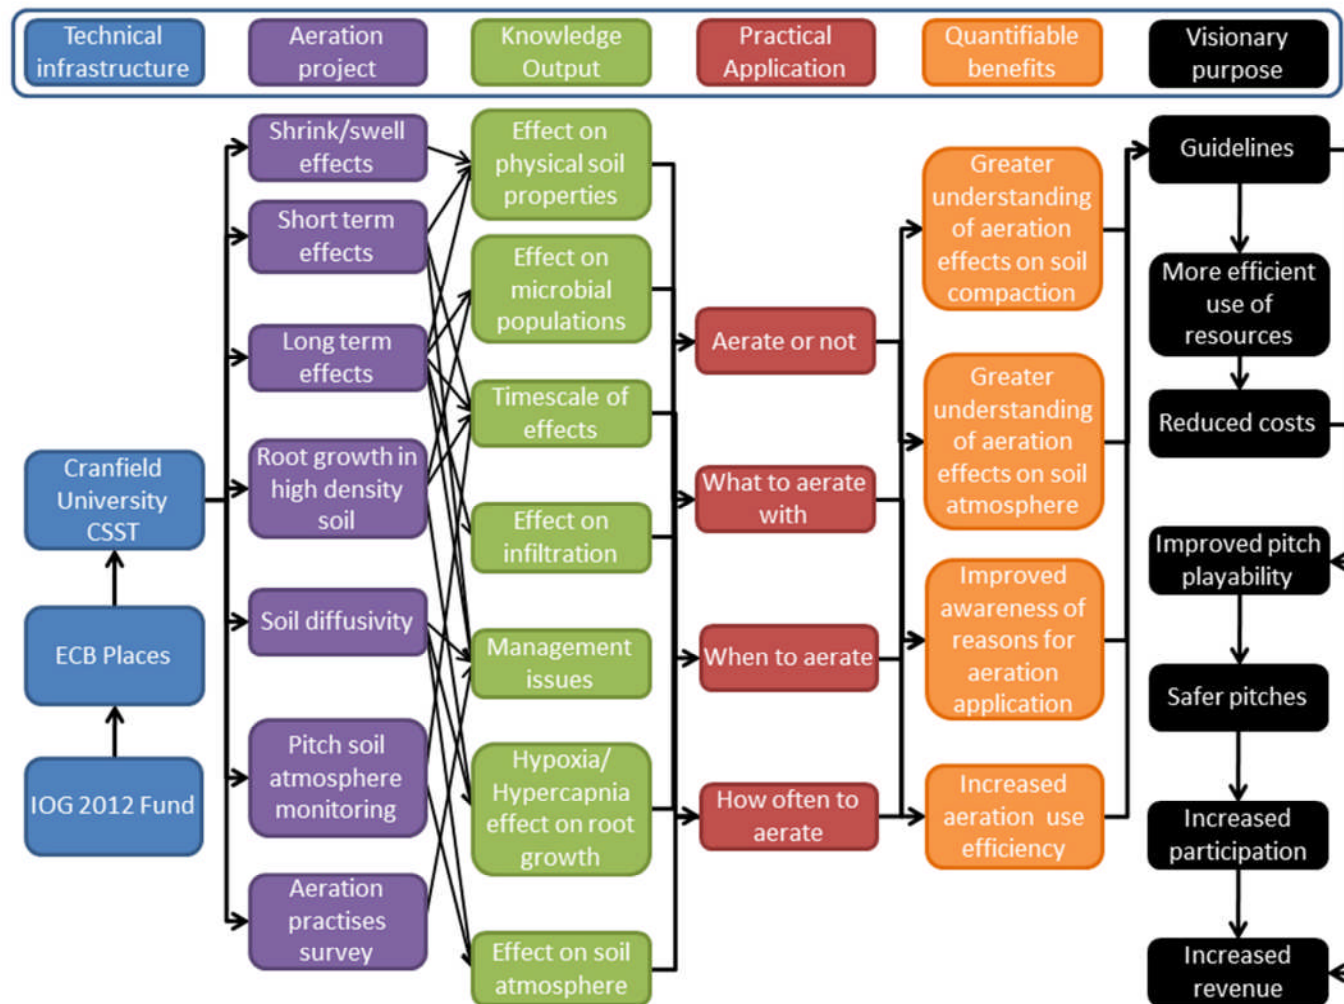 Technical
infrastructure
Aeration
project
Knowledge
Output
Practical
Application
Quantifiable
benefits
Visionary
purpose
Cranfield
University
CSST
ECB Places
IOG 2012 Fund
Shrink/swell
effects
Short term
effects
Long term
effects
Root growth in
high density
soil
Soil diffusivity
Pitch soil
atmosphere
monitoring
Aeration
practises
survey
Effect on
physical soil
properties
Effect on
microbial
populations
Timescale of
effects
Effect on
infiltration
Management
issues
Hypoxia/
Hypercapnia
effect on root
growth
Effect on soil
atmosphere
Aerate or not
What to aerate
with
When to aerate
How often to
aerate
Greater
understanding
of aeration
effects on soil
compaction
Greater
understanding
of aeration
effects on soil
atmosphere
Improved
awareness of
reasons for
aeration
application
Increased
aeration use
efficiency
Guidelines
More efficient
use of
resources
Reduced costs
Improved pitch
playability
Safer pitches
Increased
participation
Increased
revenue